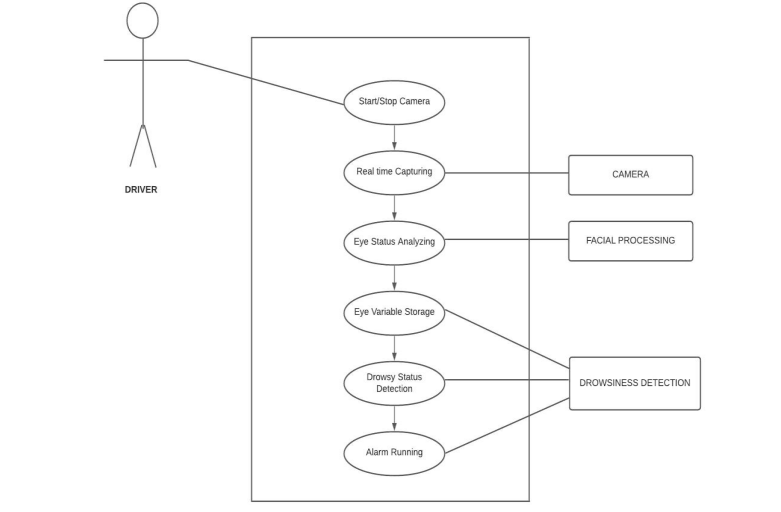 Start/Stop Camera
Real time Capturing
CAMERA
DRIVER
Eye Status Analyzing
FACIAL PROCESSING
Eye Variable Storage
Drowsy Status
Detection
DROWSINESS DETECTION
Alarm Running